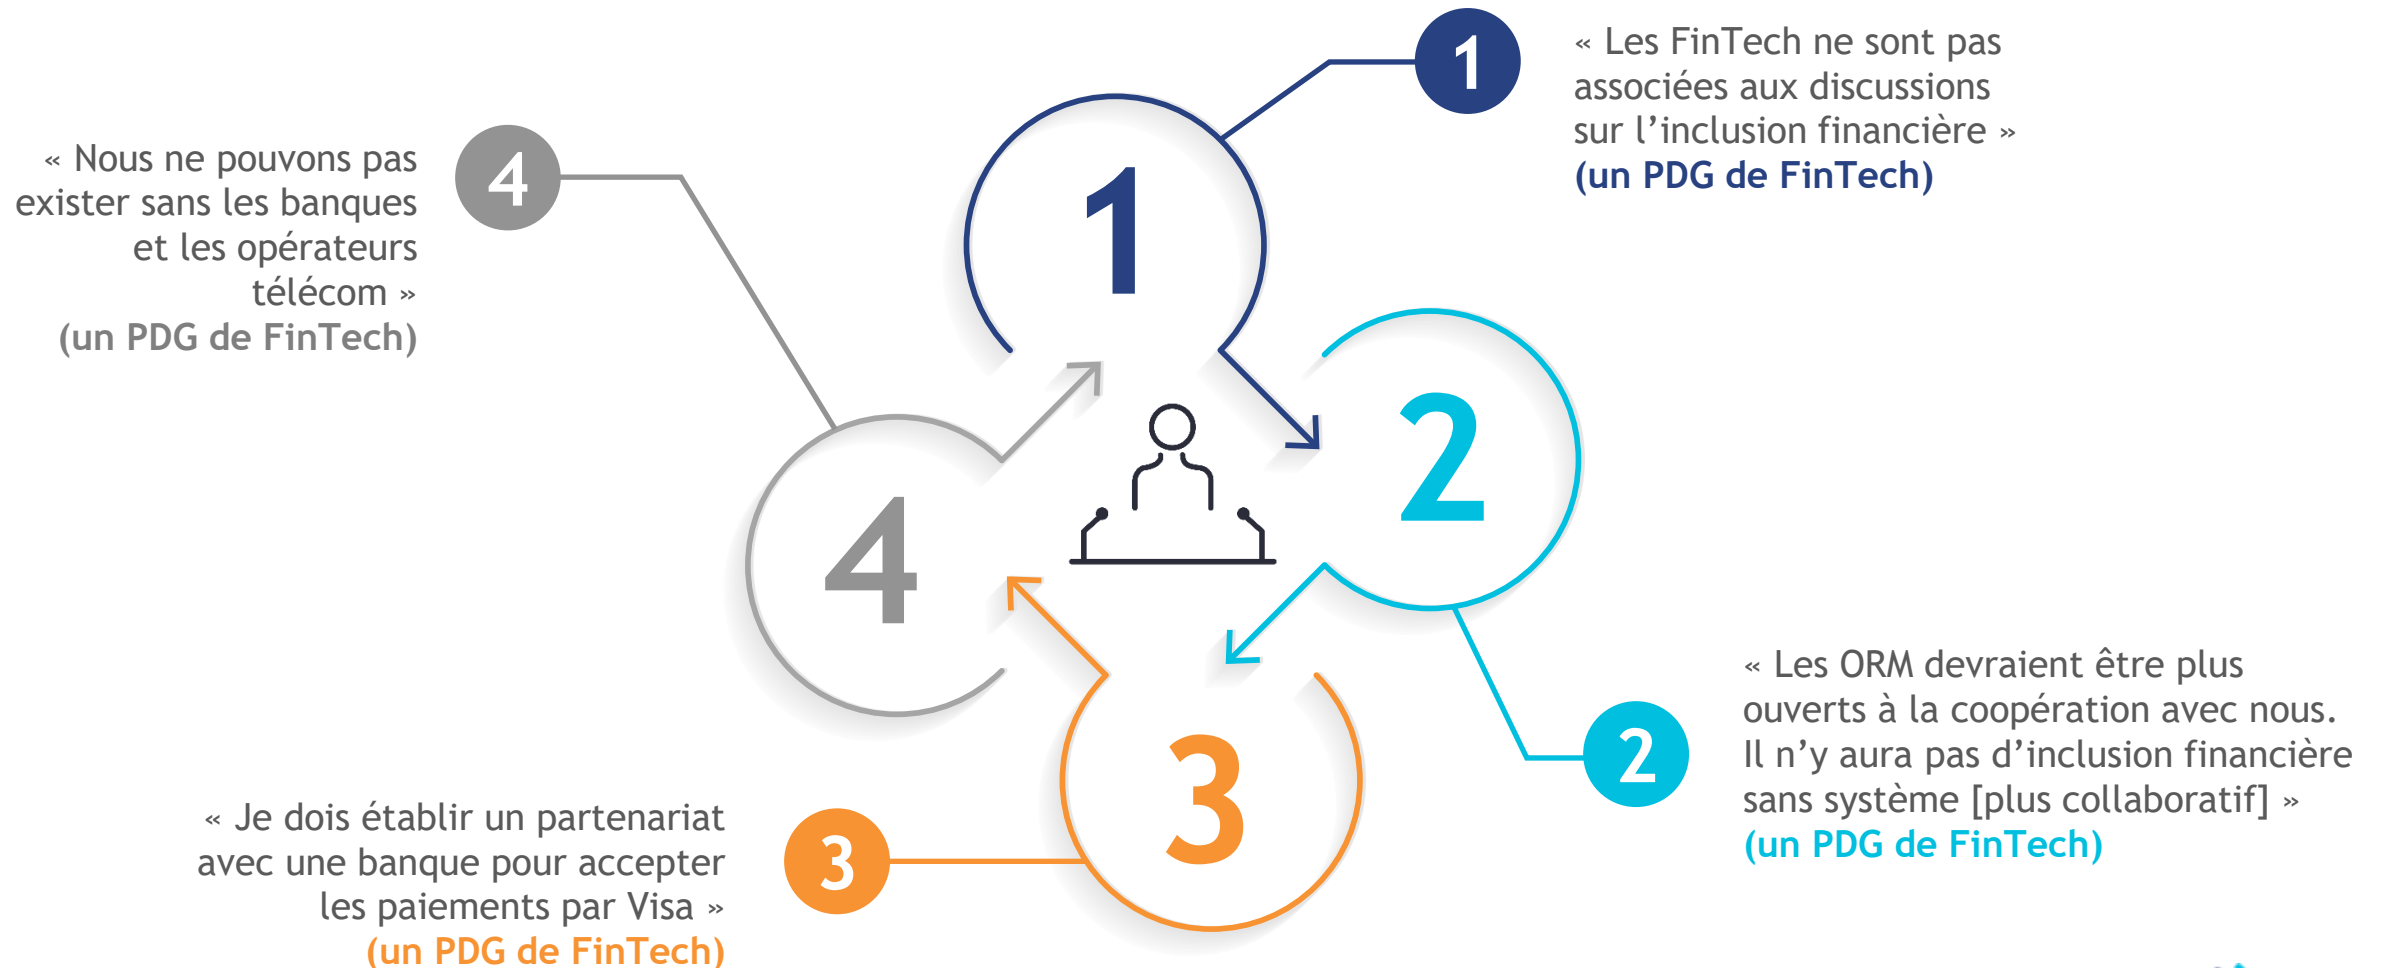 1
« Les FinTech ne sont pas
associées aux discussions
sur l’inclusion financière »
(un PDG de FinTech)
4
« Nous ne pouvons pas
exister sans les banques
et les opérateurs
télécom »
(un PDG de FinTech)
1
2
4
3
2
« Les ORM devraient être plus
ouverts à la coopération avec nous.
Il n’y aura pas d’inclusion financière
sans système [plus collaboratif] »
(un PDG de FinTech)
3
« Je dois établir un partenariat
avec une banque pour accepter
les paiements par Visa »
(un PDG de FinTech)